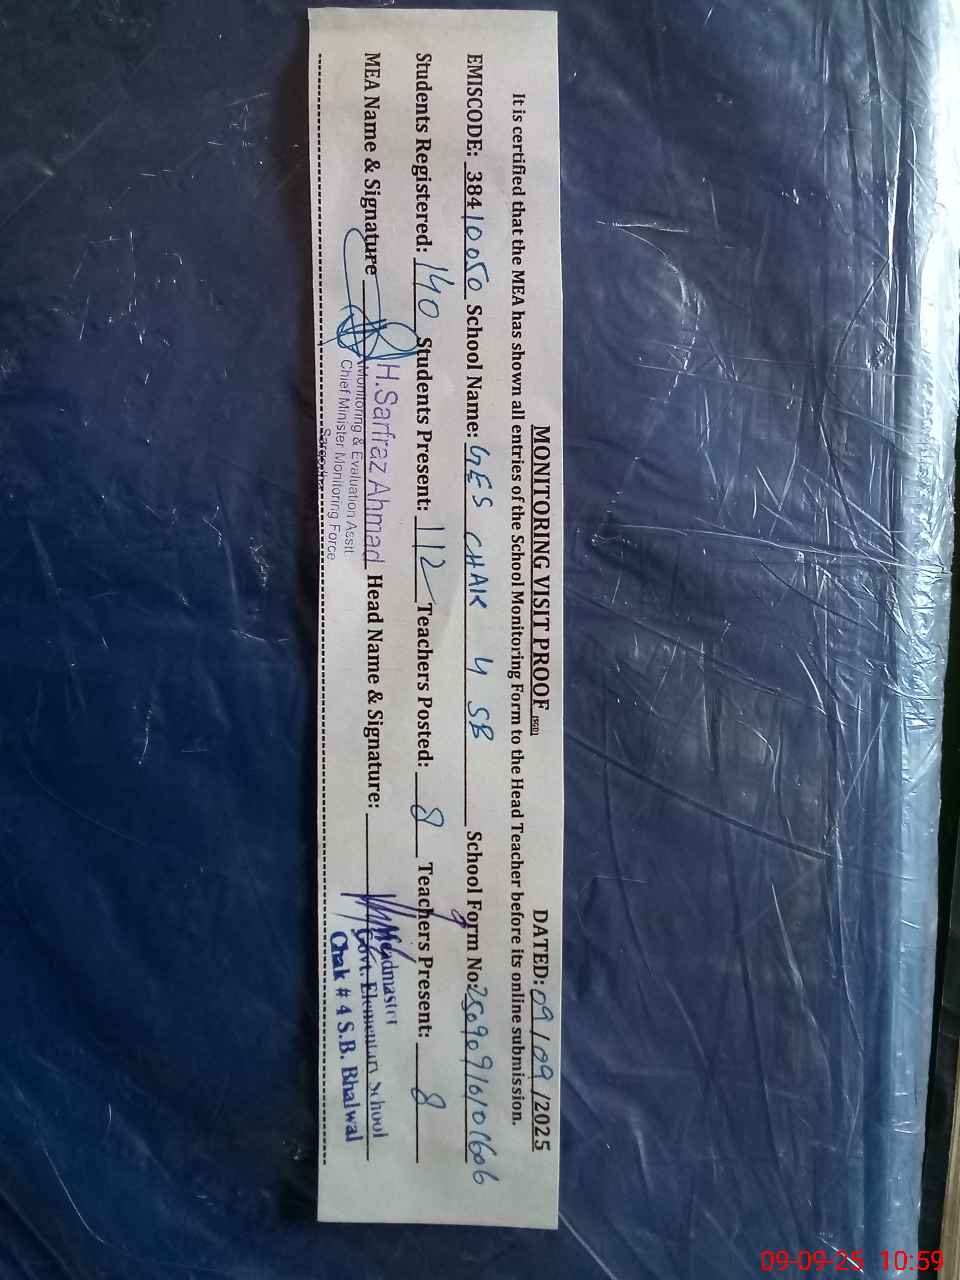 MONITORING VISIT PROOF (SGD) DATED: 09/09/2025
It is certified that the MEA has shown all entries of the School Monitoring Form to the Head Teacher before its online submission.
EMISCODE: 38410050 School Name: GES CHAK 4 SB School Form No:
Students Registered: 140 Students Present: 112 Teachers Posted: 8 Teachers Present: 8
MEA Name & Signature H.Sarfraz Ahmad Head Name & Signature:
Monitoring & Evaluation Asstt:
Chief Minister Monitoring Force
Sargodha
Headmaster
Govt. Elementary School
Chak # 4 S.B. Bhalwal
09-09-25 10:59